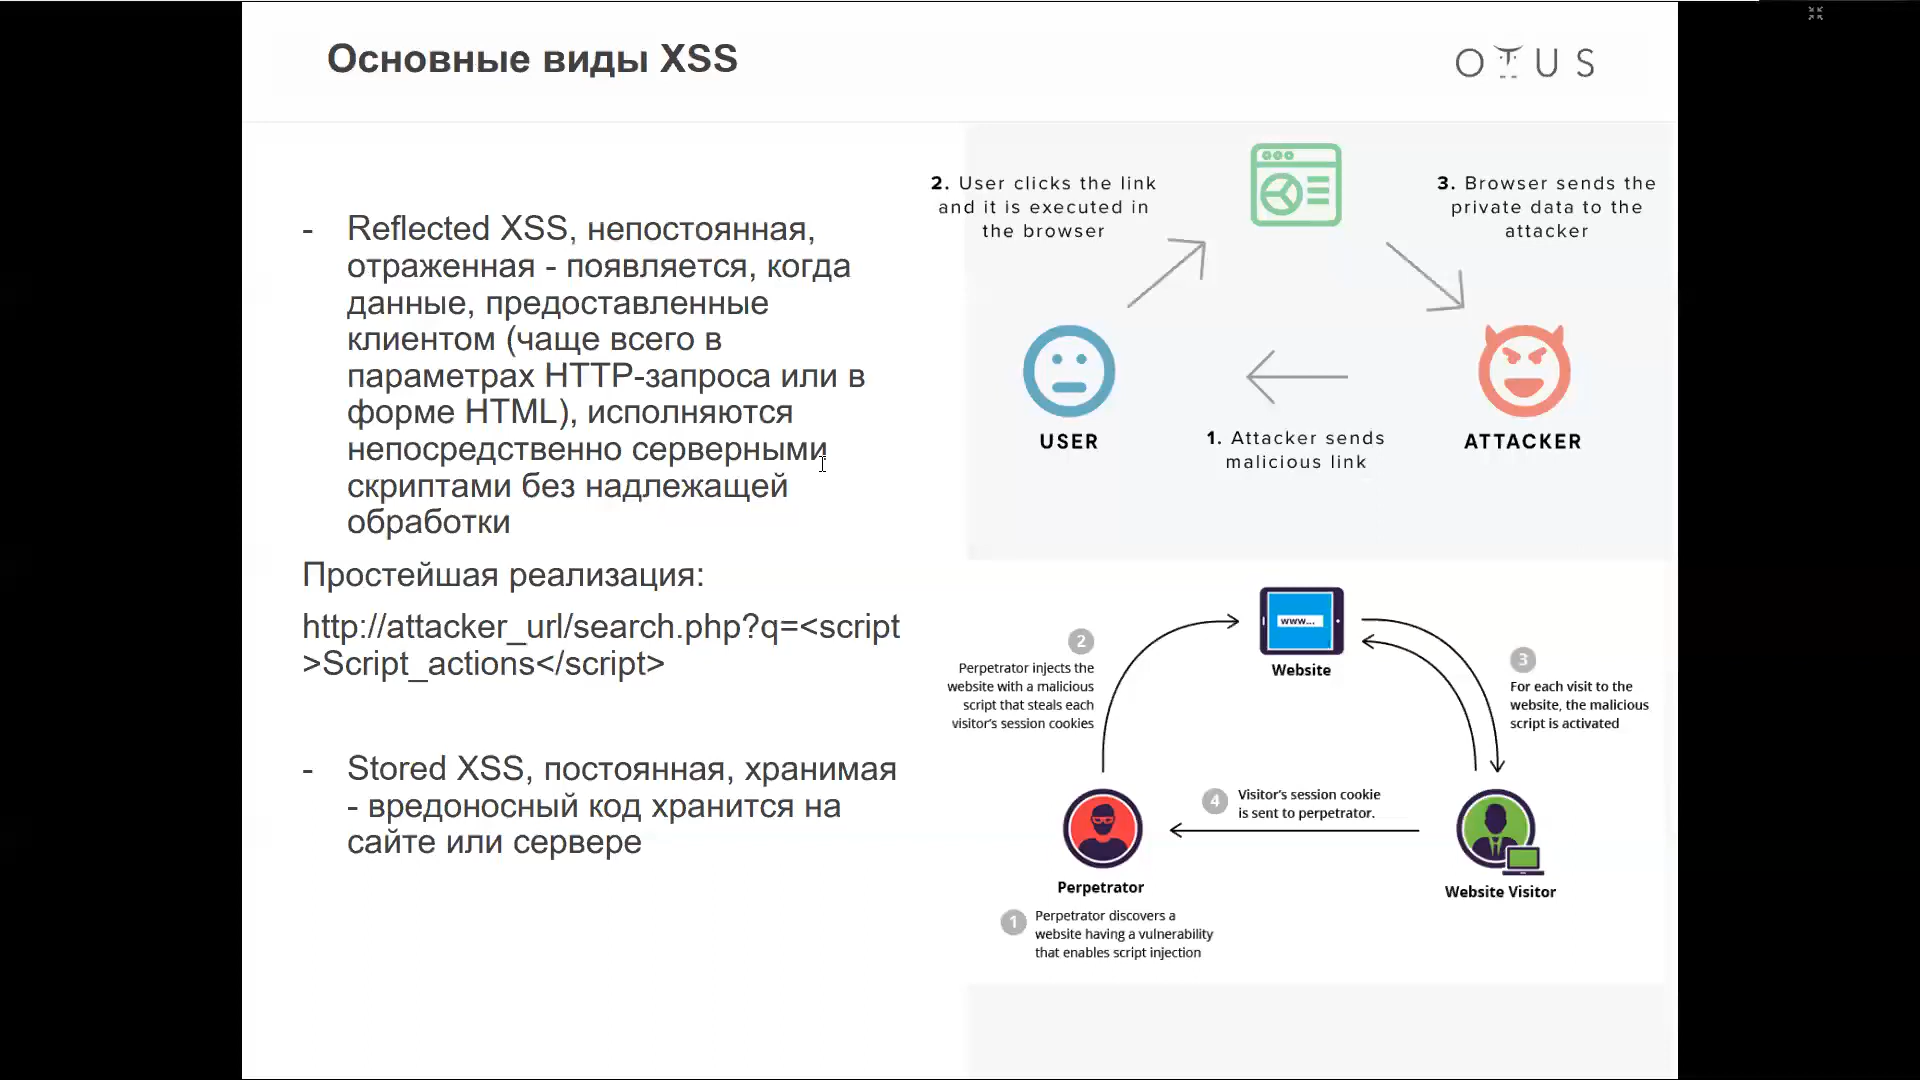 Основные виды XSS
OTUS
- Reflected XSS, непостоянная,
отраженная - появляется, когда
данные, предоставленные
клиентом (чаще всего в
параметрах HTTP-запроса или в
форме HTML), исполняются
непосредственно серверными
скриптами без надлежащей
обработки
Простейшая реализация:
http://attacker_url/search.php?q=<script
>Script_actions</script>
- Stored XSS, постоянная, хранимая
- вредоносный код хранится на
сайте или сервере
2. User clicks the link
and it is executed in
the browser
3. Browser sends the
private data to the
attacker
USER
1. Attacker sends
malicious link
ATTACKER
www...
Website
2
Perpetrator injects the
website with a malicious
script that steals each
visitor's session cookies
3
For each visit to the
website, the malicious
script is activated
4
Visitor's session cookie
is sent to perpetrator.
Perpetrator
Website Visitor
1
Perpetrator discovers a
website having a vulnerability
that enables script injection